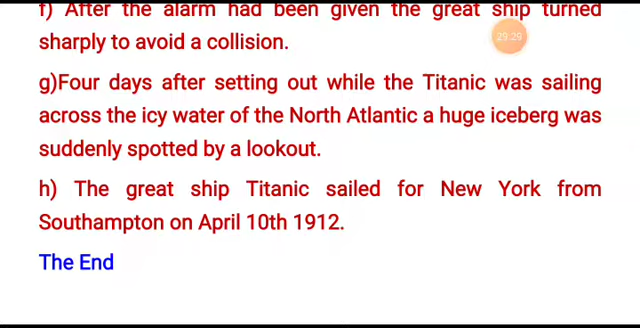 f) After the alarm had been given the great ship turned
sharply to avoid a collision.
29:29
g)Four days after setting out while the Titanic was sailing
across the icy water of the North Atlantic a huge iceberg was
suddenly spotted by a lookout.
h) The great ship Titanic sailed for New York from
Southampton on April 10th 1912.
The End